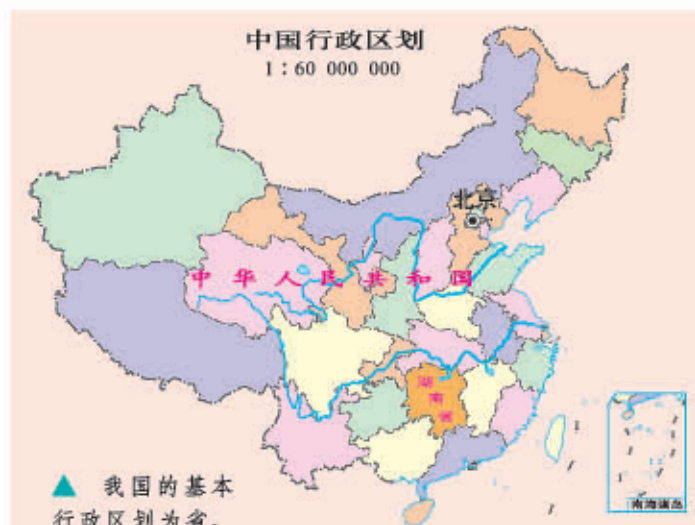 中国行政区划
1：60 000 000
北京
中华人民共和国
湖南省
南海诸岛
▲ 我国的基本
行政区划为省。